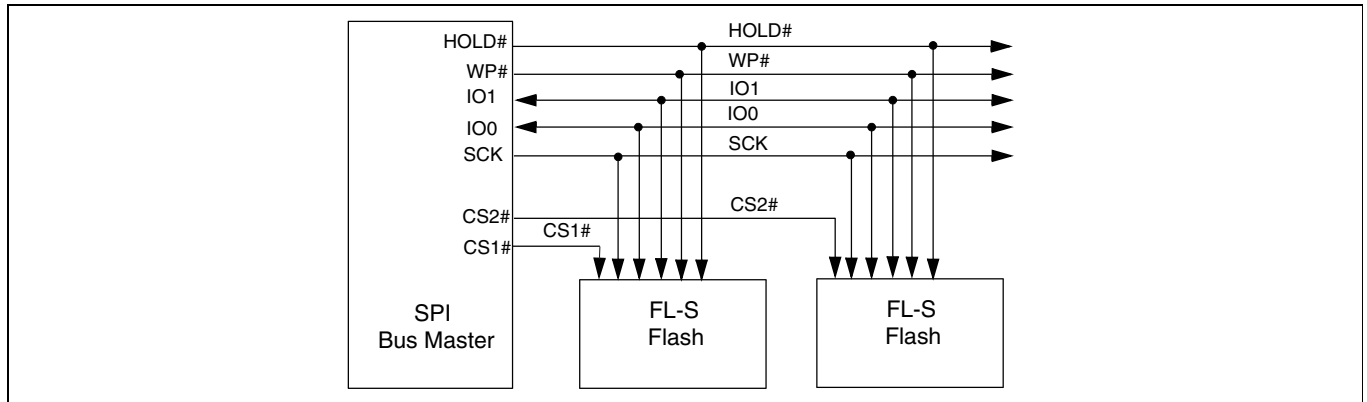 HOLD#
HOLD#
WP#
WP#
IO1
IO1
IO0
IO0
SCK
SCK
CS2#
CS2#
CS1#
CS1#
SPI
Bus Master
FL-S
Flash
FL-S
Flash